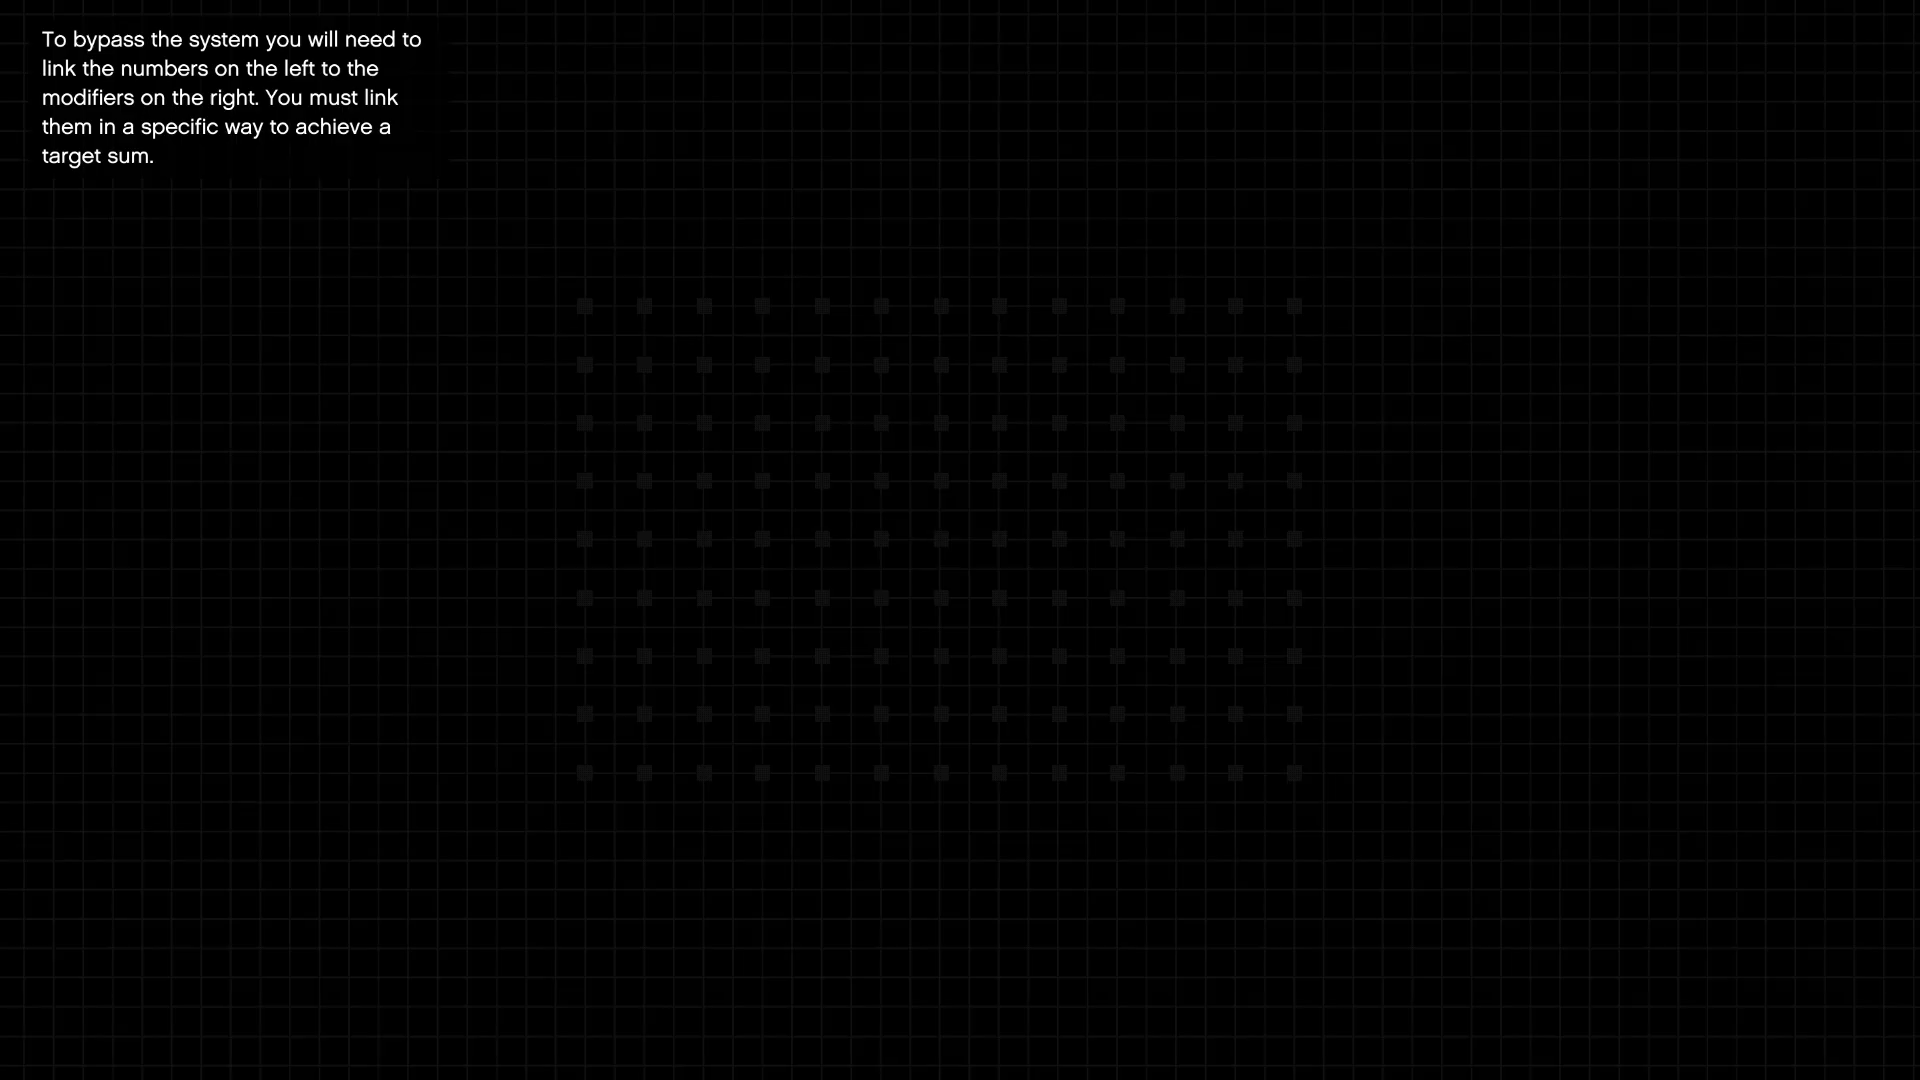 To bypass the system you will need to
link the numbers on the left to the
modifiers on the right. You must link
them in a specific way to achieve a
target sum.